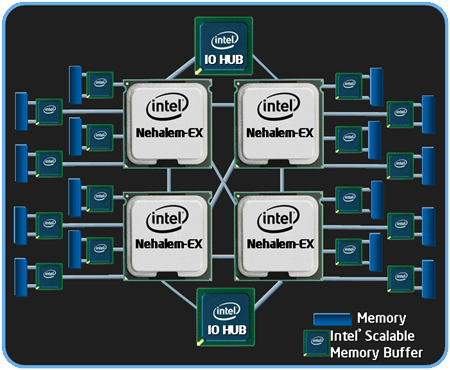 intel
IO HUB
intel
Nehalem-EX
intel
Nehalem-EX
intel
Nehalem-EX
intel
Nehalem-EX
intel
IO HUB
Memory
Intel® Scalable
Memory Buffer